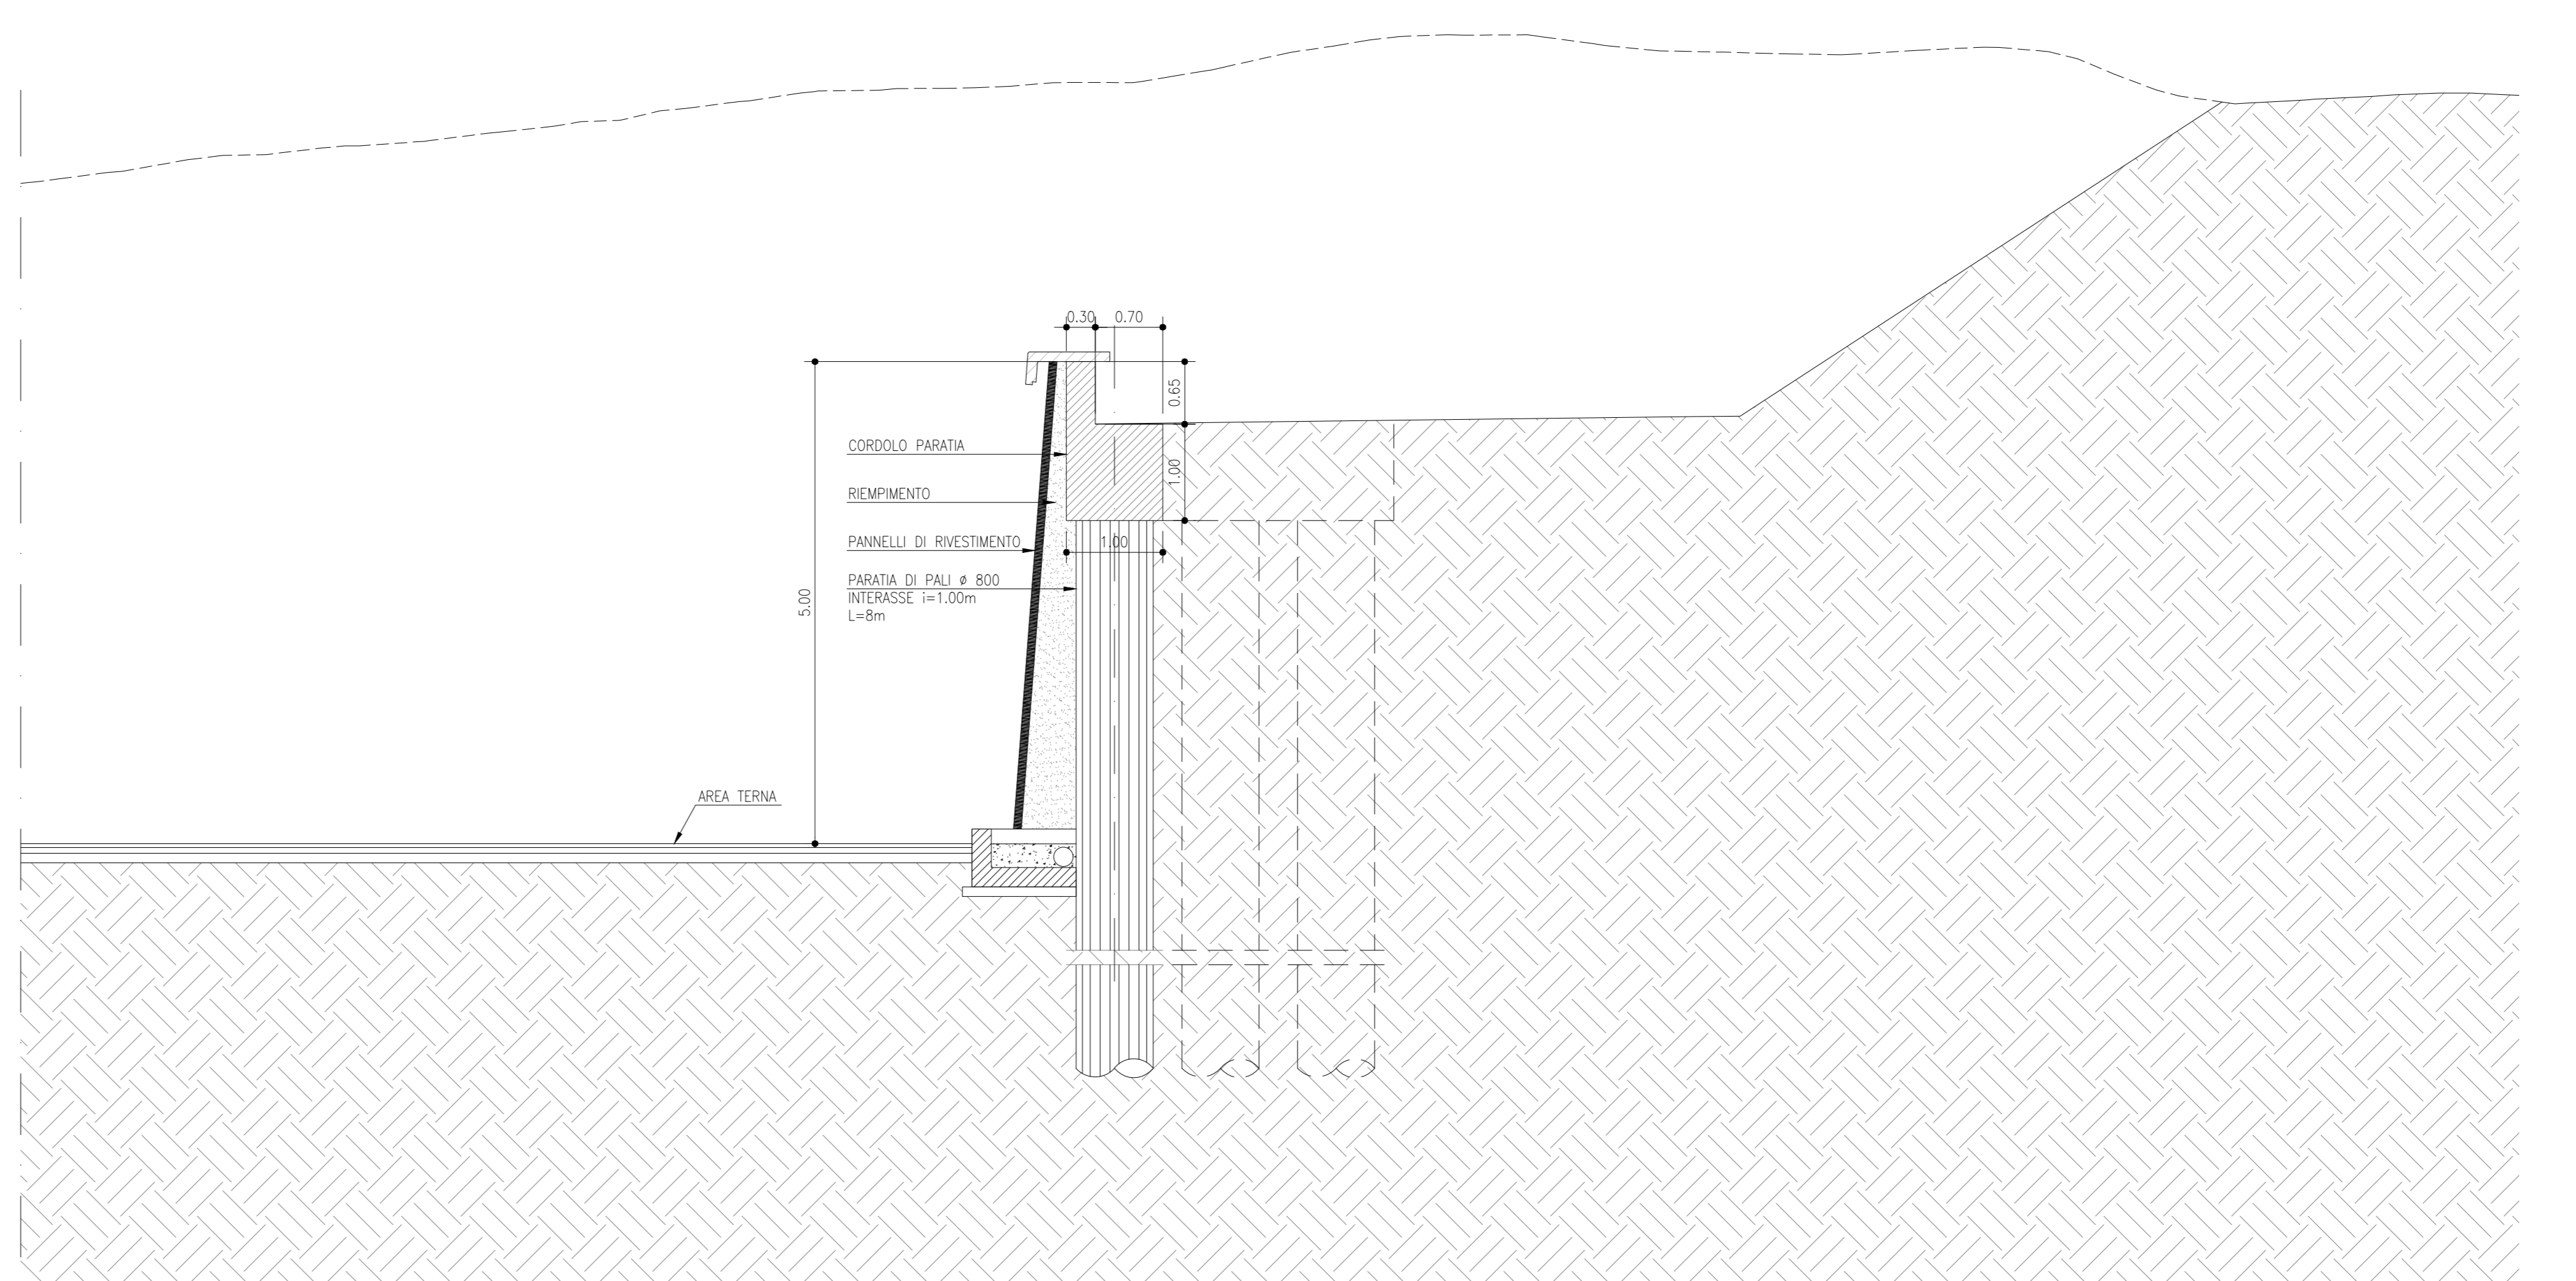 0.30 0.70
0.65
CORDOLO PARATIA
1.00
RIEMPIMENTO
PANNELLI DI RIVESTIMENTO
1.00
PARATIA DI PALI ø 800
INTERASSE i=1.00m
L=8m
5.00
AREA TERNA